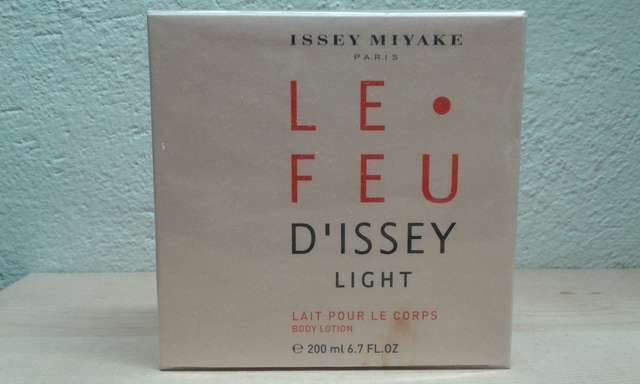 ISSEY MIYAKE
PARIS
LE•
FEU
D'ISSEY
LIGHT
LAIT POUR LE CORPS
BODY LOTION
℮ 200 ml 6.7 FL.OZ